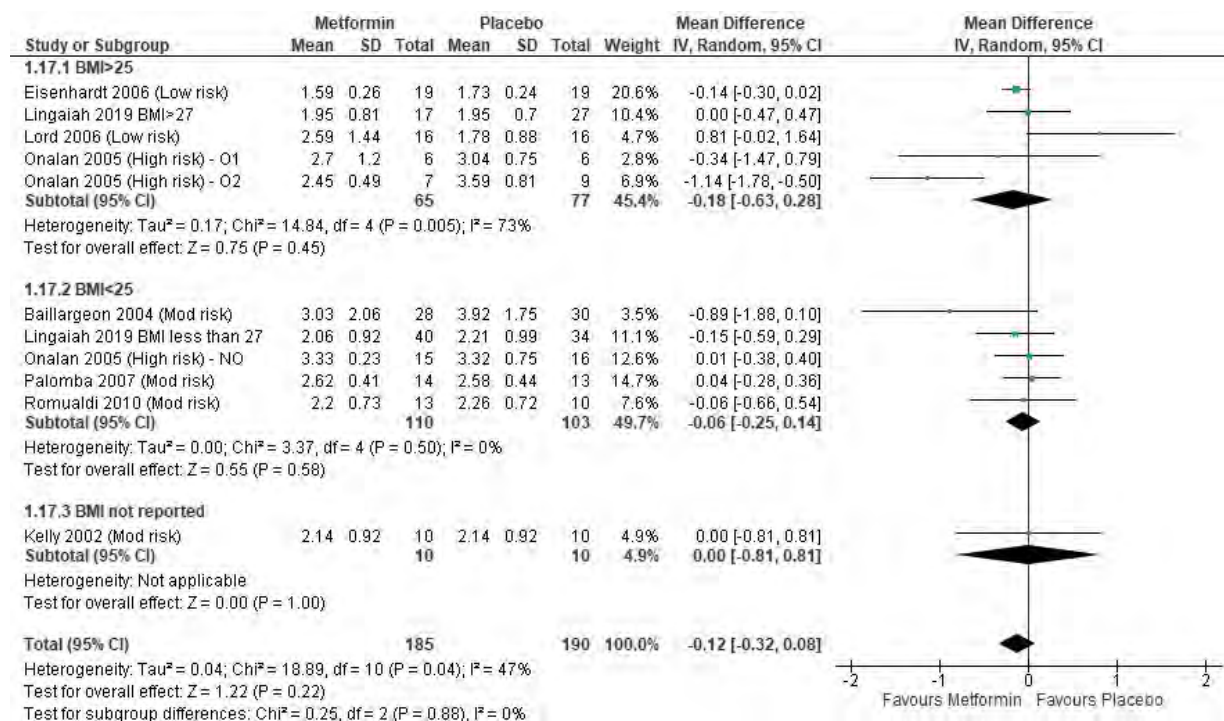 Metformin Placebo Mean Difference Mean Difference
Study or Subgroup Mean SD Total Mean SD Total Weight IV, Random, 95% CI IV, Random, 95% CI
1.17.1 BMI>25
Eisenhardt 2006 (Low risk) 1.59 0.26 19 1.73 0.24 19 20.6% -0.14 [-0.30, 0.02]
Lingaiah 2019 BMI>27 1.95 0.81 17 1.95 0.7 27 10.4% 0.00 [-0.47, 0.47]
Lord 2006 (Low risk) 2.59 1.44 16 1.78 0.88 16 4.7% 0.81 [-0.02, 1.64]
Onalan 2005 (High risk) - O1 2.7 1.2 6 3.04 0.75 6 2.8% -0.34 [-1.47, 0.79]
Onalan 2005 (High risk) - O2 2.45 0.49 7 3.59 0.81 9 6.9% -1.14 [-1.78, -0.50]
Subtotal (95% CI) 65 77 45.4% -0.18 [-0.63, 0.28]
Heterogeneity: Tau² = 0.17; Chi² = 14.84, df = 4 (P = 0.005); I² = 73%
Test for overall effect: Z = 0.75 (P = 0.45)
1.17.2 BMI<25
Baillargeon 2004 (Mod risk) 3.03 2.06 28 3.92 1.75 30 3.5% -0.89 [-1.88, 0.10]
Lingaiah 2019 BMI less than 27 2.06 0.92 40 2.21 0.99 34 11.1% -0.15 [-0.59, 0.29]
Onalan 2005 (High risk) - NO 3.33 0.23 15 3.32 0.75 16 12.6% 0.01 [-0.38, 0.40]
Palomba 2007 (Mod risk) 2.62 0.41 14 2.58 0.44 13 14.7% 0.04 [-0.28, 0.36]
Romualdi 2010 (Mod risk) 2.2 0.73 13 2.26 0.72 10 7.6% -0.06 [-0.66, 0.54]
Subtotal (95% CI) 110 103 49.7% -0.06 [-0.25, 0.14]
Heterogeneity: Tau² = 0.00; Chi² = 3.37, df = 4 (P = 0.50); I² = 0%
Test for overall effect: Z = 0.55 (P = 0.58)
1.17.3 BMI not reported
Kelly 2002 (Mod risk) 2.14 0.92 10 2.14 0.92 10 4.9% 0.00 [-0.81, 0.81]
Subtotal (95% CI) 10 10 4.9% 0.00 [-0.81, 0.81]
Heterogeneity: Not applicable
Test for overall effect: Z = 0.00 (P = 1.00)
Total (95% CI) 185 190 100.0% -0.12 [-0.32, 0.08]
Heterogeneity: Tau² = 0.04; Chi² = 18.89, df = 10 (P = 0.04); I² = 47%
Test for overall effect: Z = 1.22 (P = 0.22)
Test for subgroup differences: Chi² = 0.25, df = 2 (P = 0.88), I² = 0%
-2 -1 0 1 2
Favours Metformin Favours Placebo